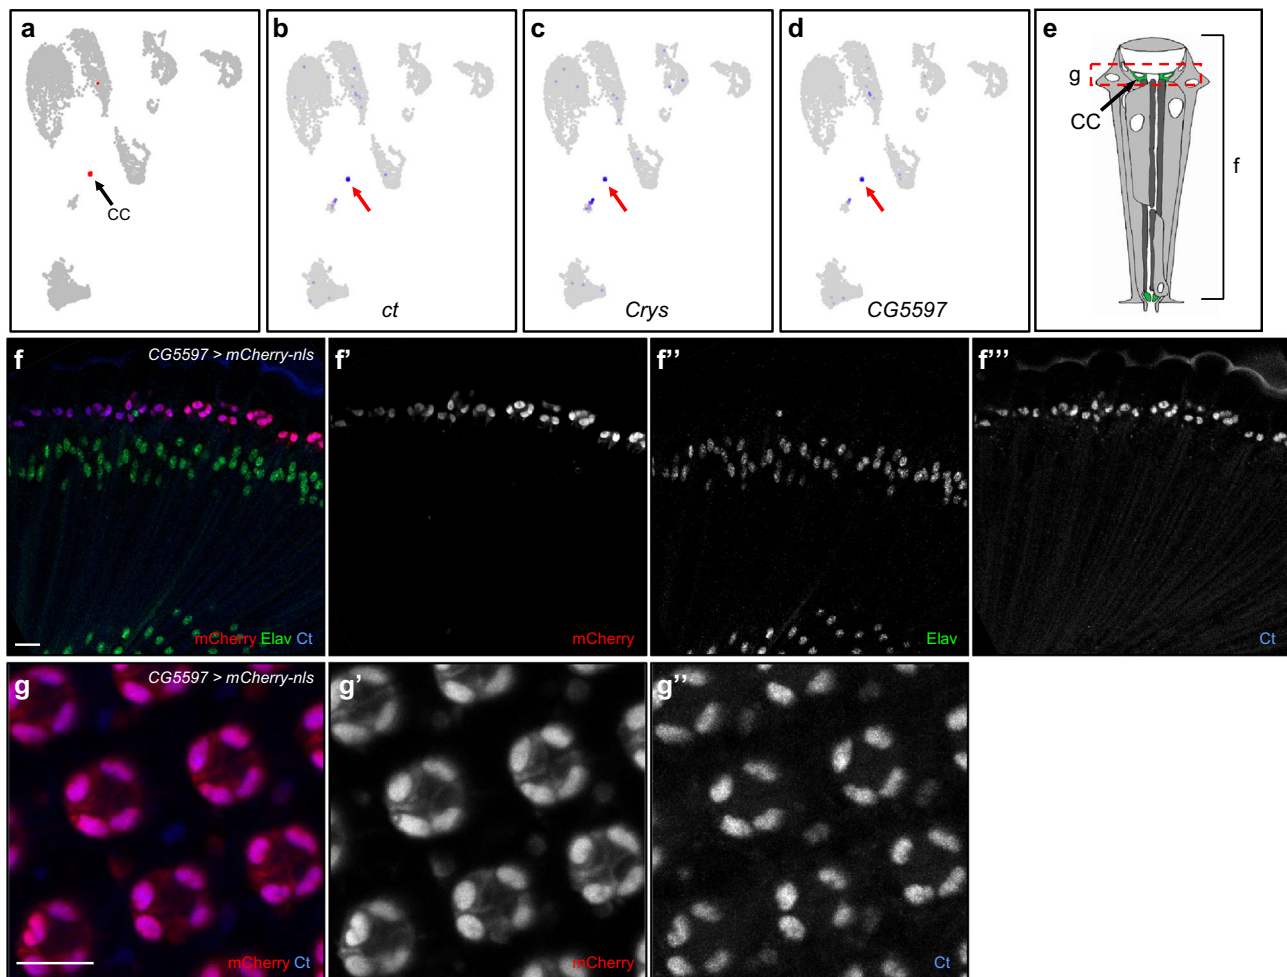 a
CC
b
ct
c
Crys
d
CG5597
e
g
CC
f
f
CG5597 > mCherry-nls
mCherry Elav Ct
f'
mCherry
f''
Elav
f'''
Ct
g
CG5597 > mCherry-nls
mCherry Ct
g'
mCherry
g''
Ct